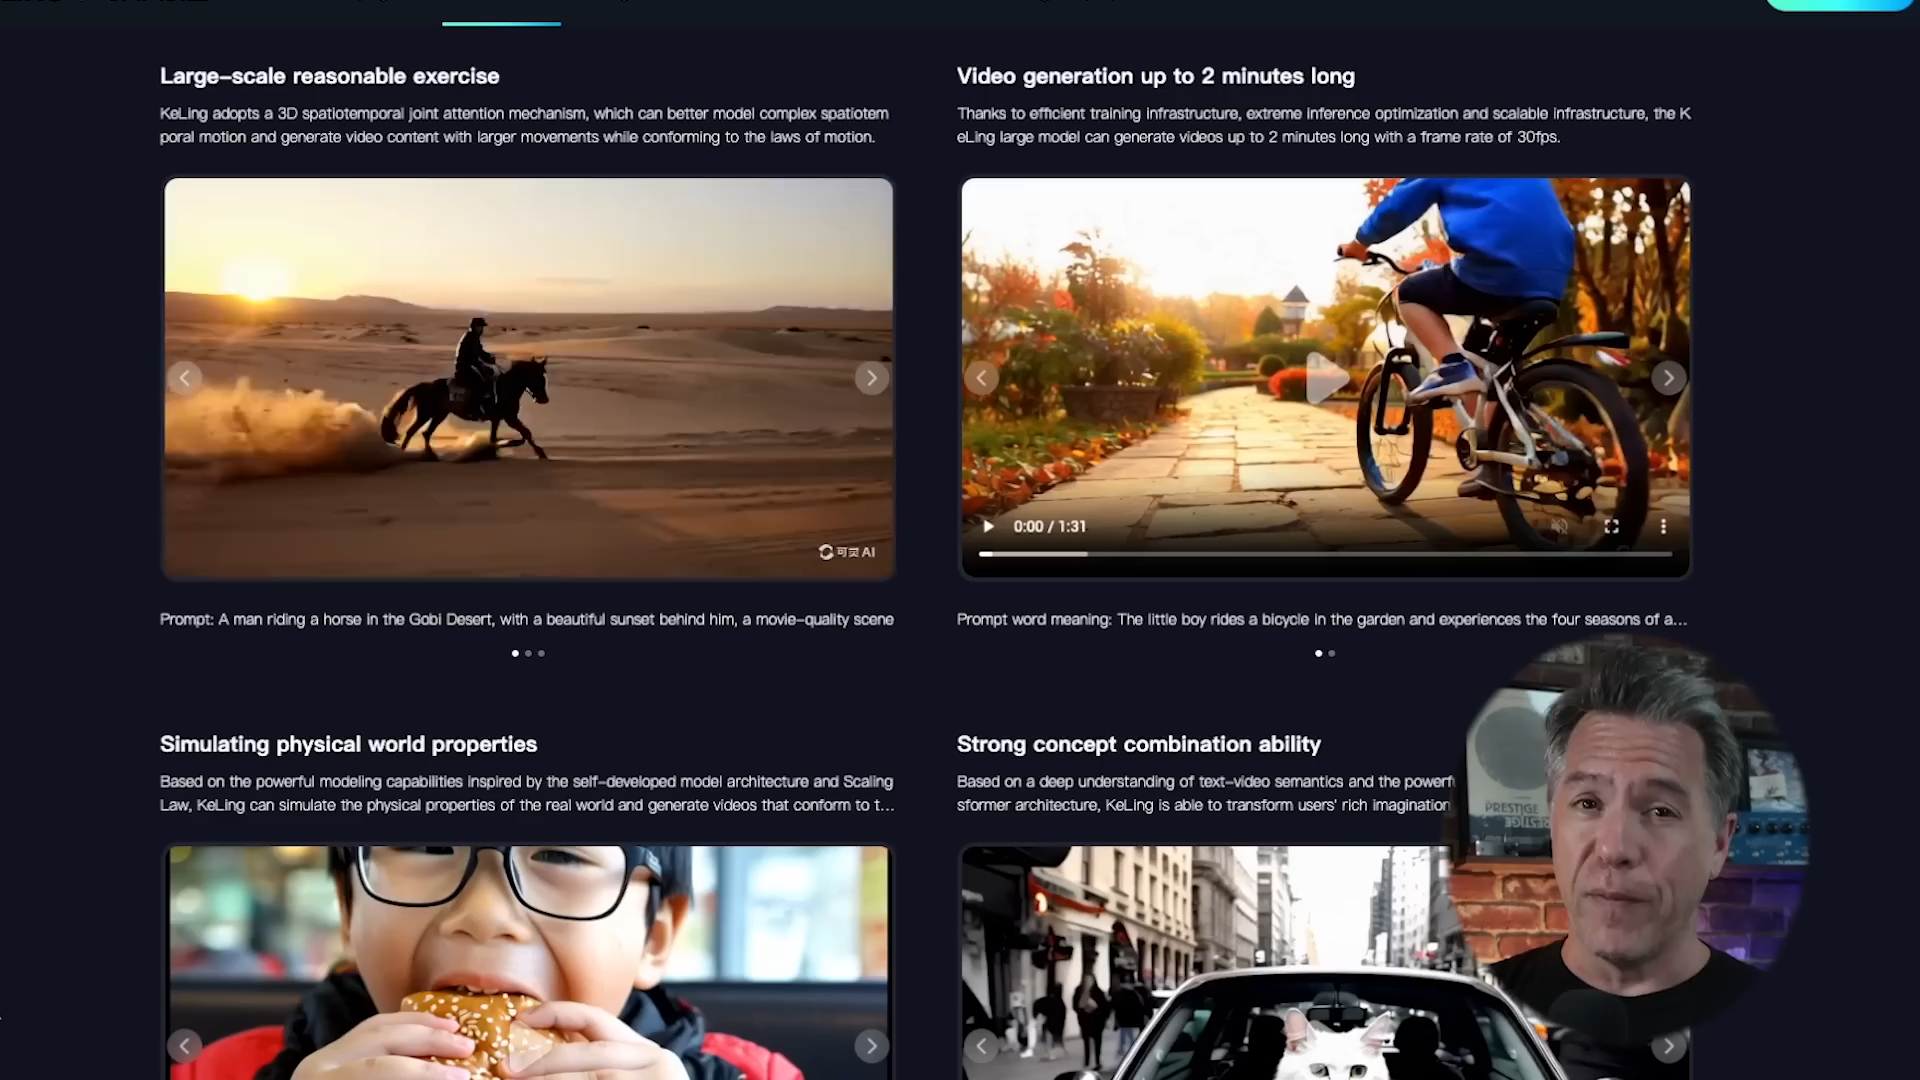 Large-scale reasonable exercise
KeLing adopts a 3D spatiotemporal joint attention mechanism, which can better model complex spatiotem
poral motion and generate video content with larger movements while conforming to the laws of motion.
可灵 AI
Prompt: A man riding a horse in the Gobi Desert, with a beautiful sunset behind him, a movie-quality scene
Video generation up to 2 minutes long
Thanks to efficient training infrastructure, extreme inference optimization and scalable infrastructure, the K
eLing large model can generate videos up to 2 minutes long with a frame rate of 30fps.
0:00 / 1:31
Prompt word meaning: The little boy rides a bicycle in the garden and experiences the four seasons of a...
Simulating physical world properties
Based on the powerful modeling capabilities inspired by the self-developed model architecture and Scaling
Law, KeLing can simulate the physical properties of the real world and generate videos that conform to t...
Strong concept combination ability
Based on a deep understanding of text-video semantics and the powerf
sformer architecture, KeLing is able to transform users' rich imagination
PRESTIGE